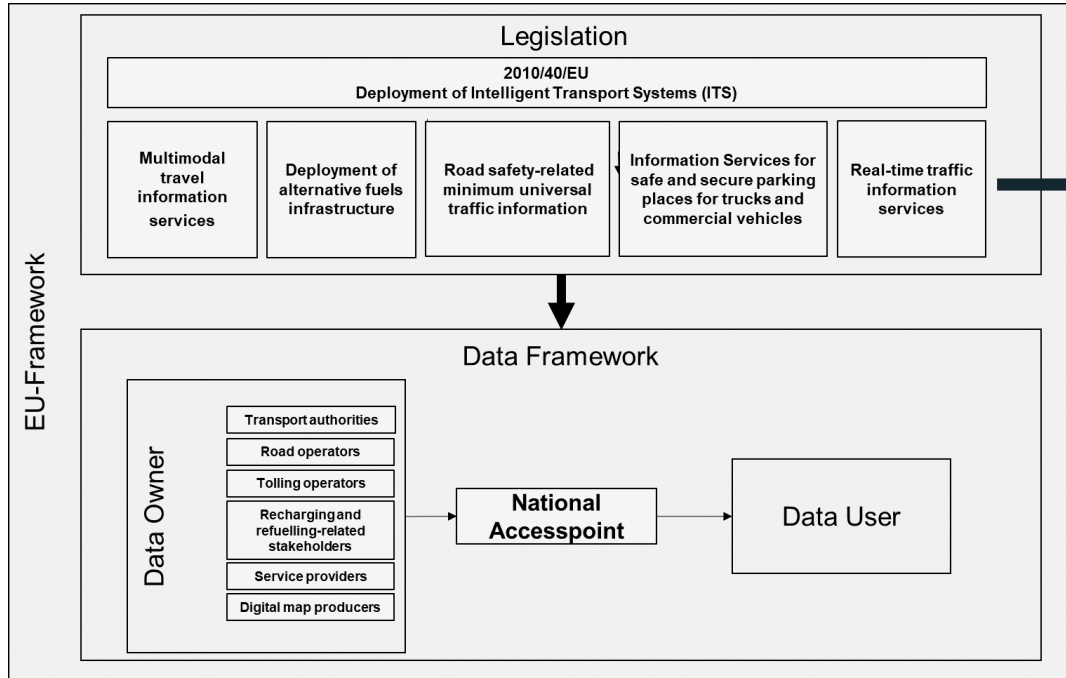 EU-Framework
Legislation
2010/40/EU
Deployment of Intelligent Transport Systems (ITS)
Multimodal
travel
information
services
Deployment of
alternative fuels
infrastructure
Road safety-related
minimum universal
traffic information
Information Services for
safe and secure parking
places for trucks and
commercial vehicles
Real-time traffic
information
services
Data Framework
Data Owner
Transport authorities
Road operators
Tolling operators
Recharging and
refuelling-related
stakeholders
Service providers
Digital map producers
National
Accesspoint
Data User